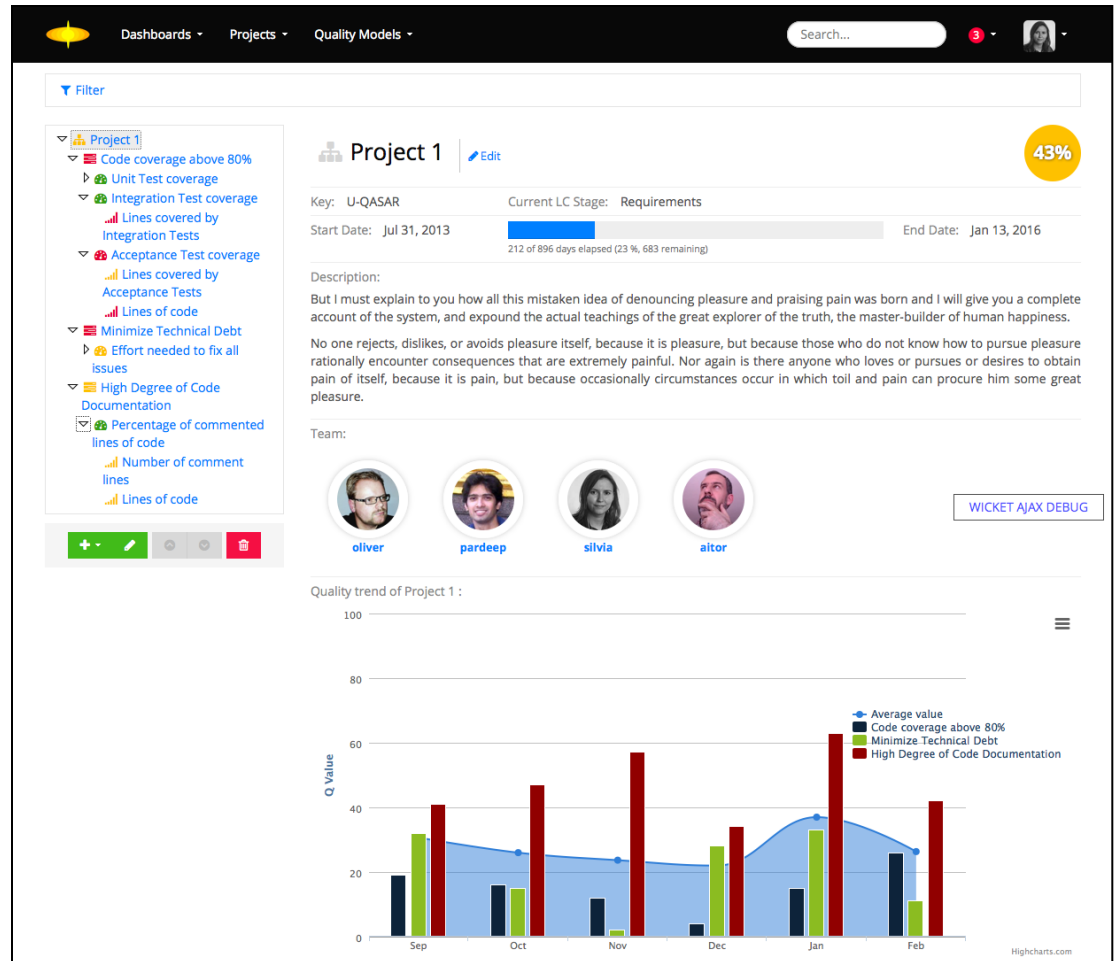 Dashboards Projects Quality Models Search... 3
Filter
Project 1
Code coverage above 80%
Unit Test coverage
Integration Test coverage
Lines covered by
Integration Tests
Acceptance Test coverage
Lines covered by
Acceptance Tests
Lines of code
Minimize Technical Debt
Effort needed to fix all
issues
High Degree of Code
Documentation
Percentage of commented
lines of code
Number of comment
lines
Lines of code
Project 1 Edit 43%
Key: U-QASAR Current LC Stage: Requirements
Start Date: Jul 31, 2013 End Date: Jan 13, 2016
212 of 896 days elapsed (23 %, 683 remaining)
Description:
But I must explain to you how all this mistaken idea of denouncing pleasure and praising pain was born and I will give you a complete
account of the system, and expound the actual teachings of the great explorer of the truth, the master-builder of human happiness.
No one rejects, dislikes, or avoids pleasure itself, because it is pleasure, but because those who do not know how to pursue pleasure
rationally encounter consequences that are extremely painful. Nor again is there anyone who loves or pursues or desires to obtain
pain of itself, because it is pain, but because occasionally circumstances occur in which toil and pain can procure him some great
pleasure.
Team:
oliver pardeep silvia aitor
WICKET AJAX DEBUG
Quality trend of Project 1 :
100
80
60
40
20
0
Q Value
Average value
Code coverage above 80%
Minimize Technical Debt
High Degree of Code Documentation
Sep Oct Nov Dec Jan Feb
Highcharts.com